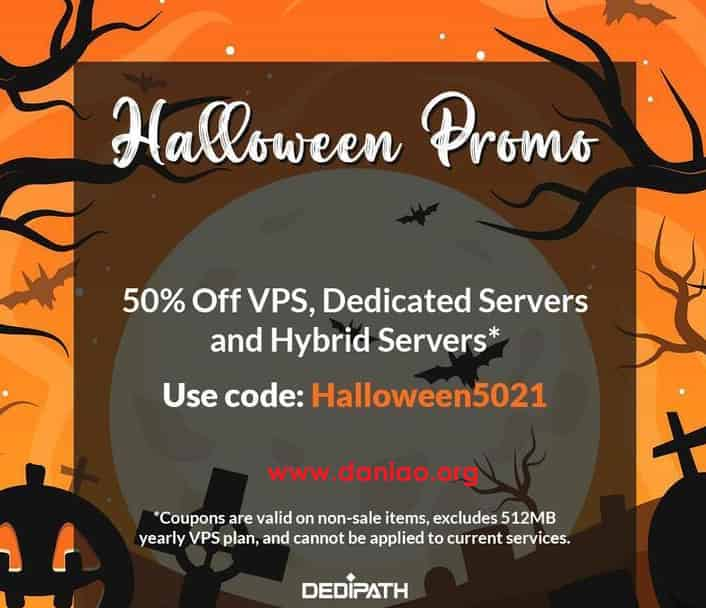 Halloween Promo
50% Off VPS, Dedicated Servers
and Hybrid Servers*
Use code: Halloween5021
www.danlao.org
*Coupons are valid on non-sale items, excludes 512MB
yearly VPS plan, and cannot be applied to current services.
DEDIPATH